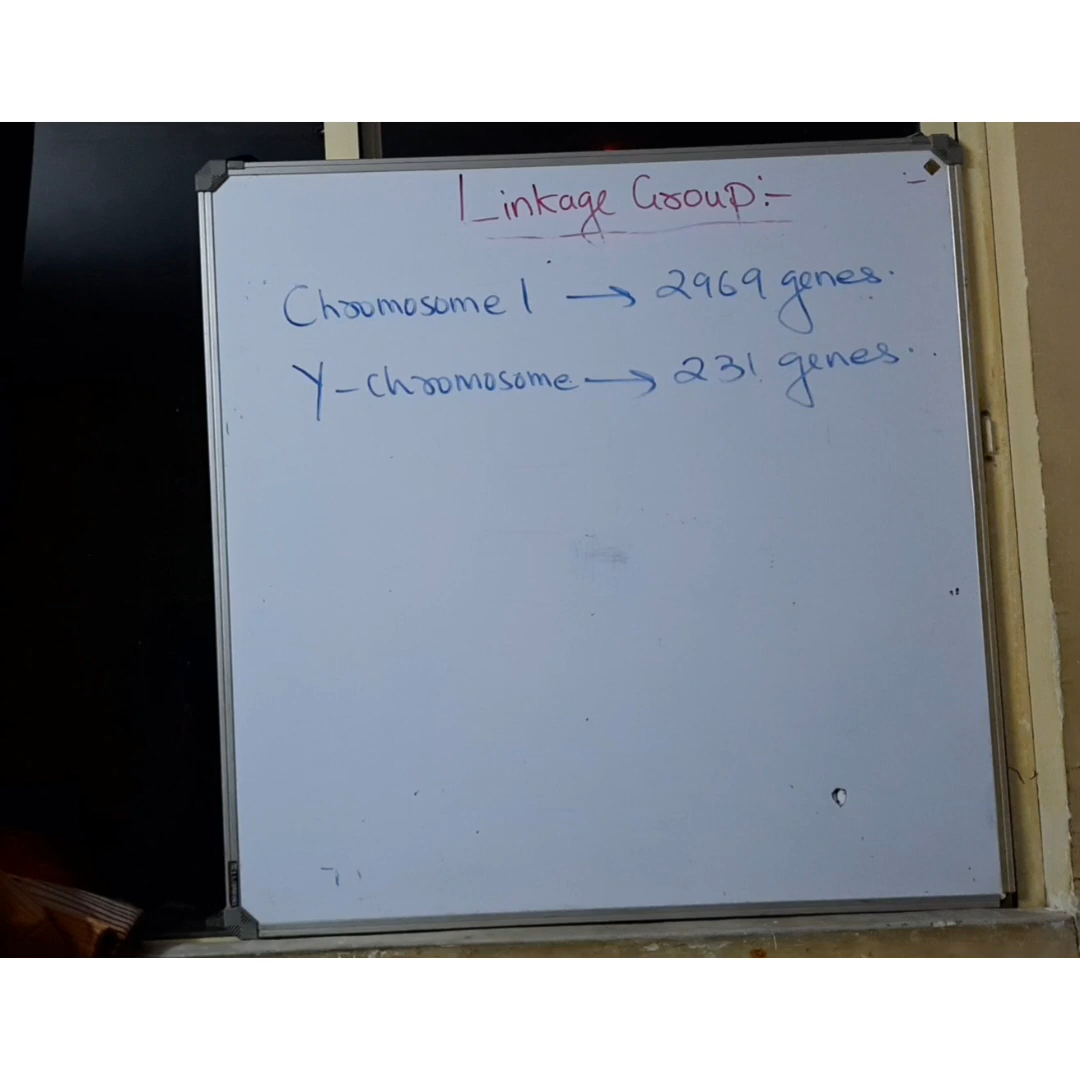 Linkage Group:-
Chromosome 1 → 2969 genes.
Y-chromosome → 231 genes.